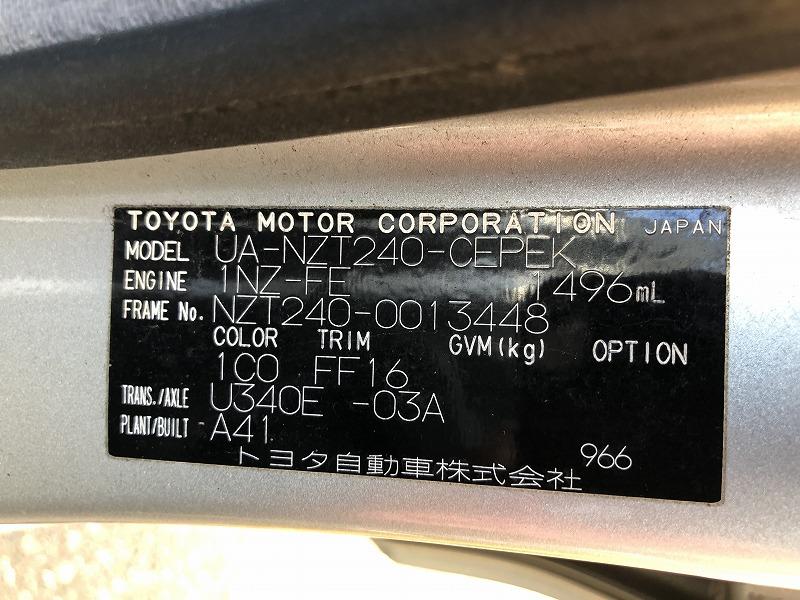 TOYOTA MOTOR CORPORATION JAPAN
MODEL UA-NZT240-CEPEK
ENGINE 1NZ-FE 1496mL
FRAME No. NZT240-0013448
COLOR TRIM GVM(kg) OPTION
1C0 FF16
TRANS./AXLE U340E -03A
PLANT/BUILT A41
トヨタ自動車株式会社 966